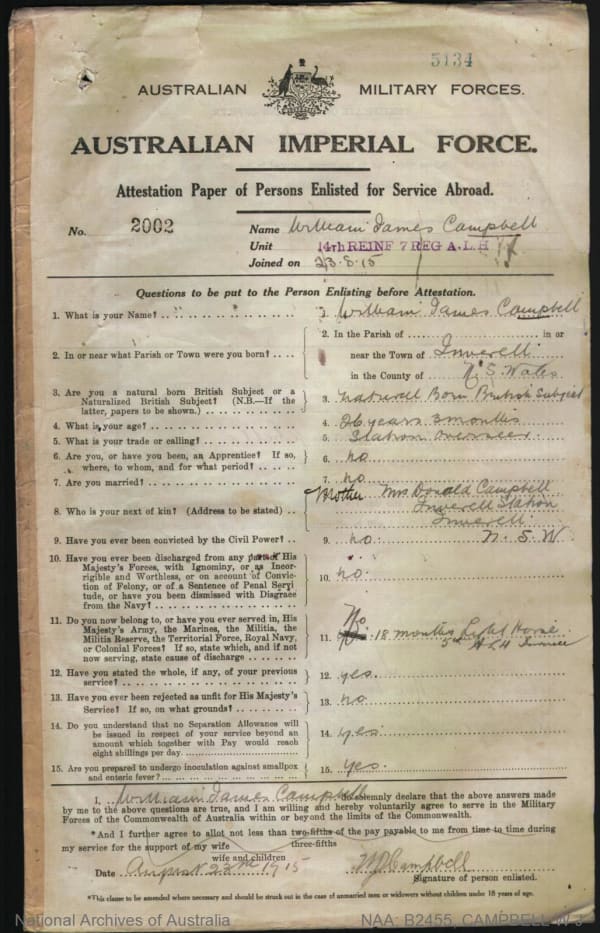 5134
AUSTRALIAN MILITARY FORCES.
AUSTRALIAN IMPERIAL FORCE.
Attestation Paper of Persons Enlisted for Service Abroad.
No. 2002 Name William James Campbell
Unit 14th REINF 7 REG A.L.H
Joined on 23.8.15
Questions to be put to the Person Enlisting before Attestation.
1. What is your Name? 1. William James Campbell
2. In or near what Parish or Town were you born? 2. In the Parish of in or
near the Town of Inverell
in the County of N. S. Wales
3. Are you a natural born British Subject or a
Naturalized British Subject? (N.B.—If the
latter, papers to be shown.) 3. natural Born British Subject
4. What is your age? 4. 26 years 3 months
5. What is your trade or calling? 5. Station overseer
6. Are you, or have you been, an Apprentice? If so,
where, to whom, and for what period? 6. no
7. Are you married? 7. no
8. Who is your next of kin? (Address to be stated) Mother Mrs Donald Campbell
Inverell Station
Inverell
9. Have you ever been convicted by the Civil Power? 9. no. N. S. W
10. Have you ever been discharged from any part of His
Majesty's Forces, with Ignominy, or as Incor-
rigible and Worthless, or on account of Convic-
tion of Felony, or of a Sentence of Penal Servi
tude, or have you been Dismissed with Disgrace
from the Navy? 10. no.
11. Do you now belong to, or have you ever served in, His
Majesty's Army, the Marines, the Militia, the
Militia Reserve, the Territorial Force, Royal Navy,
or Colonial Forces? If so, state which, and if not
now serving, state cause of discharge 11. No 18 months Light Horse
12. Have you stated the whole, if any, of your previous
service? 12. yes.
13. Have you ever been rejected as unfit for His Majesty's
Service? If so, on what grounds? 13. no
14. Do you understand that no Separation Allowance will
be issued in respect of your service beyond an
amount which together with Pay would reach
eight shillings per day. 14. yes
15. Are you prepared to undergo inoculation against smallpox
and enteric fever? 15. yes.
I, William James Campbell do solemnly declare that the above answers made
by me to the above questions are true, and I am willing and hereby voluntarily agree to serve in the Military
Forces of the Commonwealth of Australia within or beyond the limits of the Commonwealth.
*And I further agree to allot not less than two-fifths of the pay payable to me from time to time during
three-fifths
my service for the support of my wife
wife and children
Date August 23rd 1915 W J Campbell
Signature of person enlisted.
*This clause to be amended where necessary and should be struck out in the case of unmarried men or widowers without children under 18 years of age.
National Archives of Australia NAA: B2455, CAMPBELL W J